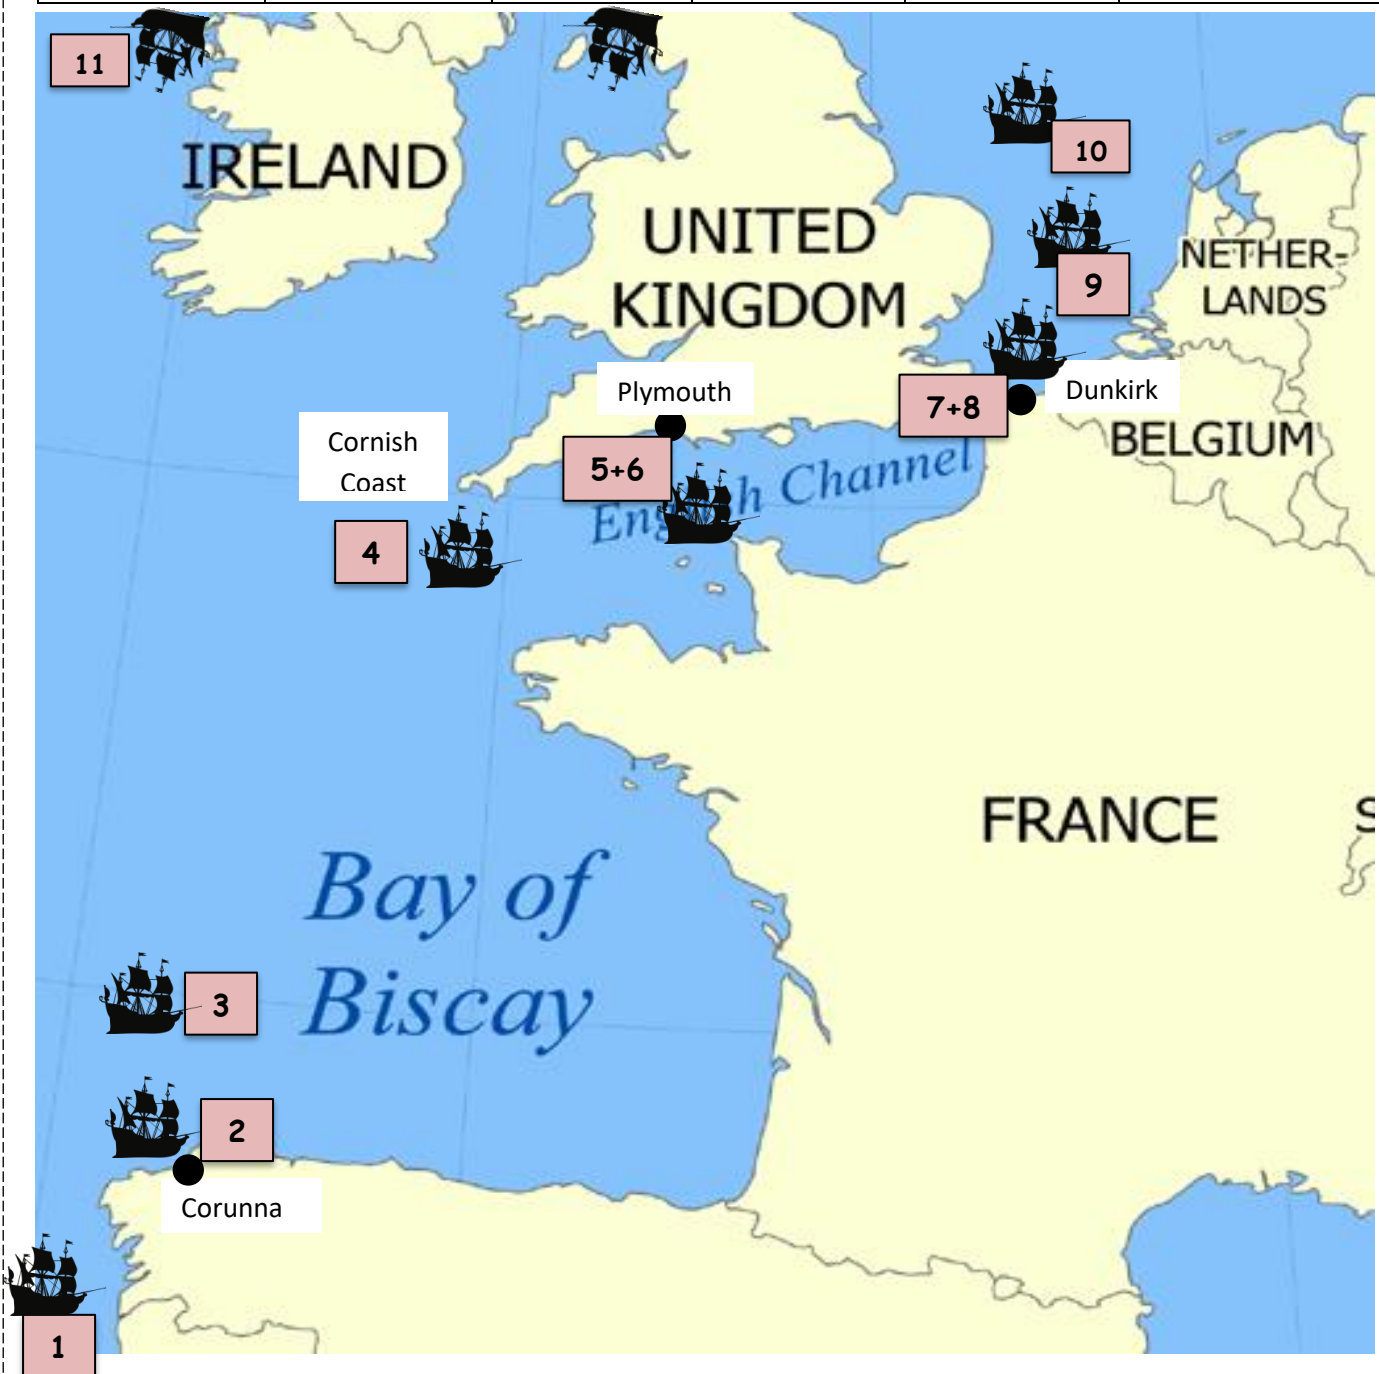 11
IRELAND
10
UNITED
KINGDOM
NETHER-
LANDS
9
Plymouth
Dunkirk
7+8
Cornish
Coast
BELGIUM
5+6
English Channel
4
FRANCE
S
Bay of
Biscay
3
2
Corunna
1